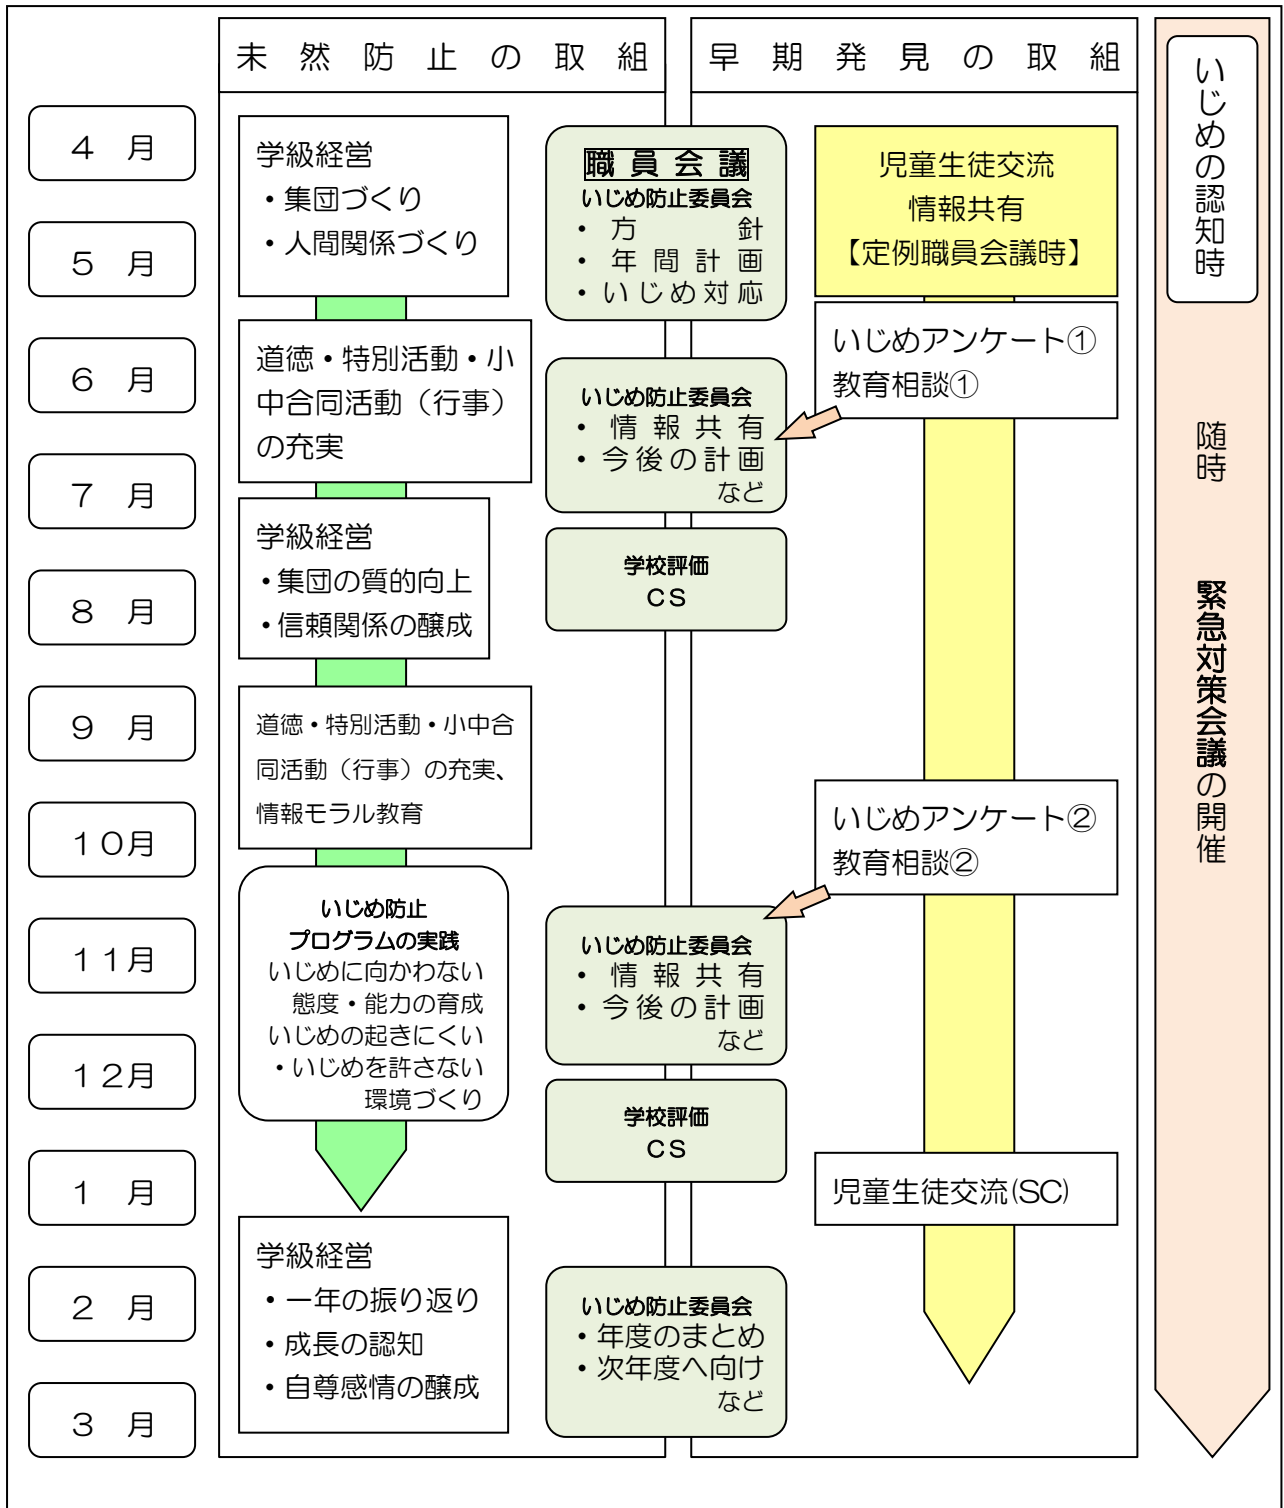 未然防止の取組
早期発見の取組
いじめの認知時
随時
緊急対策会議の開催
４　月
５　月
６　月
７　月
８　月
９　月
１０月
１１月
１２月
１　月
２　月
３　月
学級経営
・集団づくり
・人間関係づくり
道徳・特別活動・小
中合同活動（行事）
の充実
学級経営
・集団の質的向上
・信頼関係の醸成
道徳・特別活動・小中合
同活動（行事）の充実、
情報モラル教育
いじめ防止
プログラムの実践
いじめに向かわない
態度・能力の育成
いじめの起きにくい
・いじめを許さない
環境づくり
学級経営
・一年の振り返り
・成長の認知
・自尊感情の醸成
職員会議
いじめ防止委員会
・方針
・年間計画
・いじめ対応
いじめ防止委員会
・情報共有
・今後の計画
など
学校評価
ＣＳ
いじめ防止委員会
・情報共有
・今後の計画
など
学校評価
ＣＳ
いじめ防止委員会
・年度のまとめ
・次年度へ向け
など
児童生徒交流
情報共有
【定例職員会議時】
いじめアンケート①
教育相談①
いじめアンケート②
教育相談②
児童生徒交流(SC)